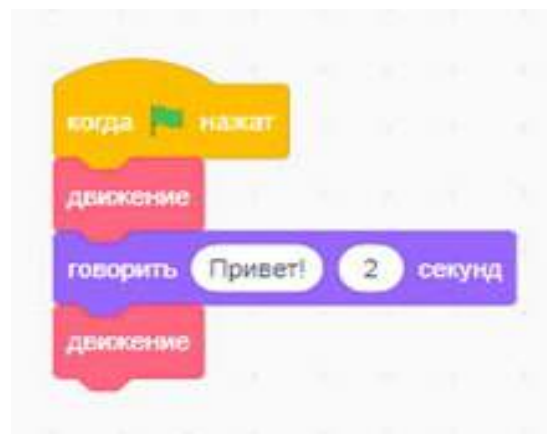 когда нажат
движение
говорить Привет! 2 секунд
движение